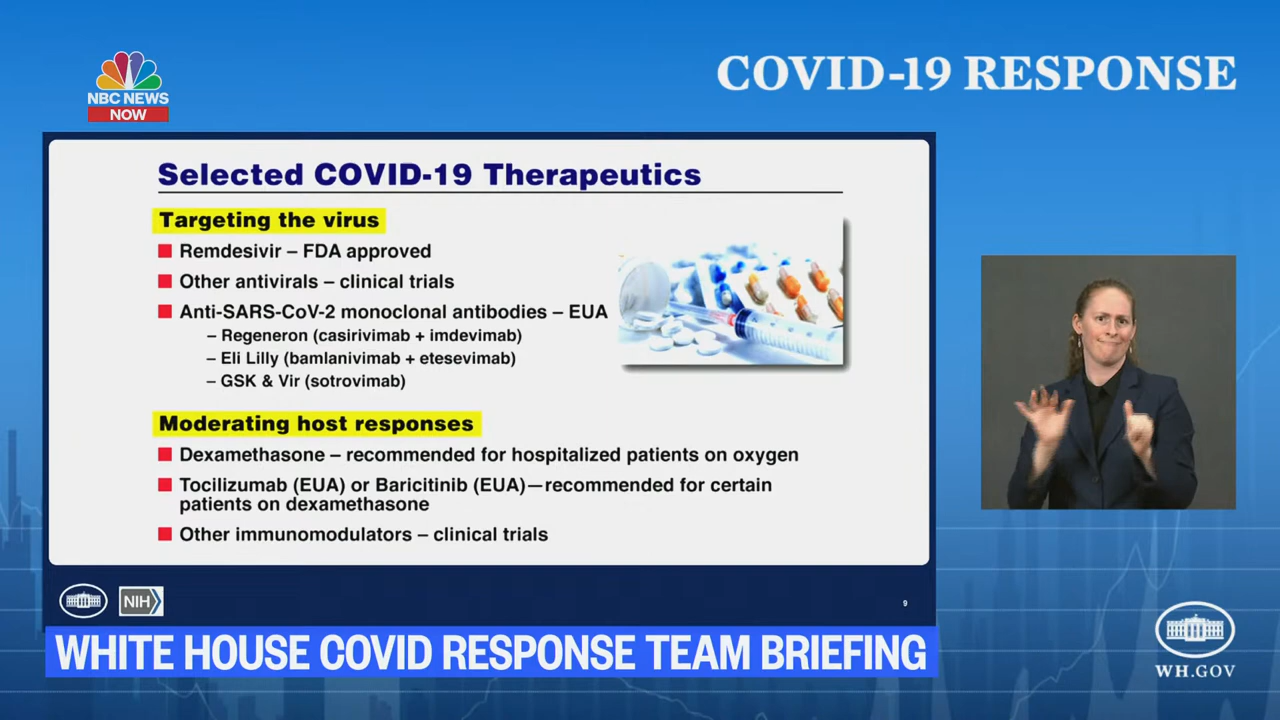 NBC NEWS
NOW
COVID-19 RESPONSE
Selected COVID-19 Therapeutics
Targeting the virus
Remdesivir – FDA approved
Other antivirals – clinical trials
Anti-SARS-CoV-2 monoclonal antibodies – EUA
– Regeneron (casirivimab + imdevimab)
– Eli Lilly (bamlanivimab + etesevimab)
– GSK & Vir (sotrovimab)
Moderating host responses
Dexamethasone – recommended for hospitalized patients on oxygen
Tocilizumab (EUA) or Baricitinib (EUA)—recommended for certain
patients on dexamethasone
Other immunomodulators – clinical trials
NIH
9
WHITE HOUSE COVID RESPONSE TEAM BRIEFING
WH.GOV